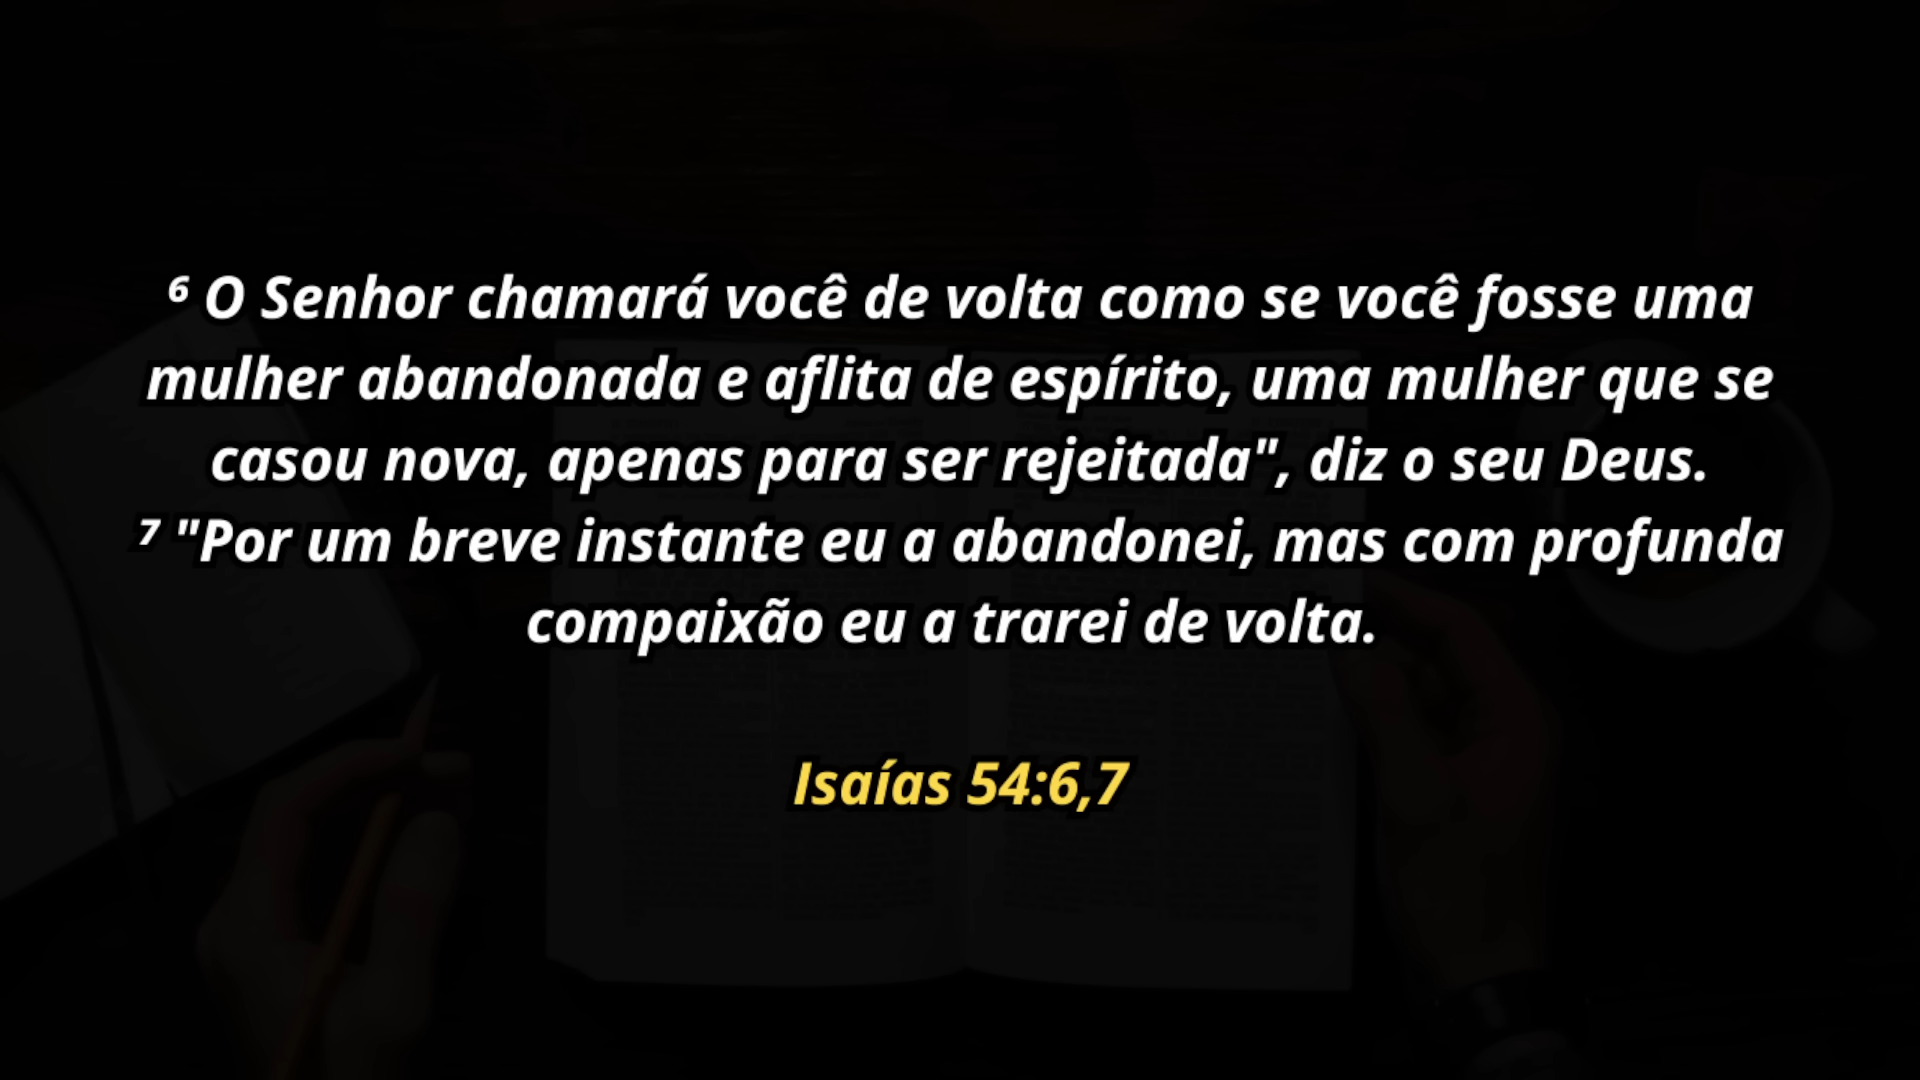 ⁶ O Senhor chamará você de volta como se você fosse uma
mulher abandonada e aflita de espírito, uma mulher que se
casou nova, apenas para ser rejeitada", diz o seu Deus.
⁷ "Por um breve instante eu a abandonei, mas com profunda
compaixão eu a trarei de volta.
Isaías 54:6,7